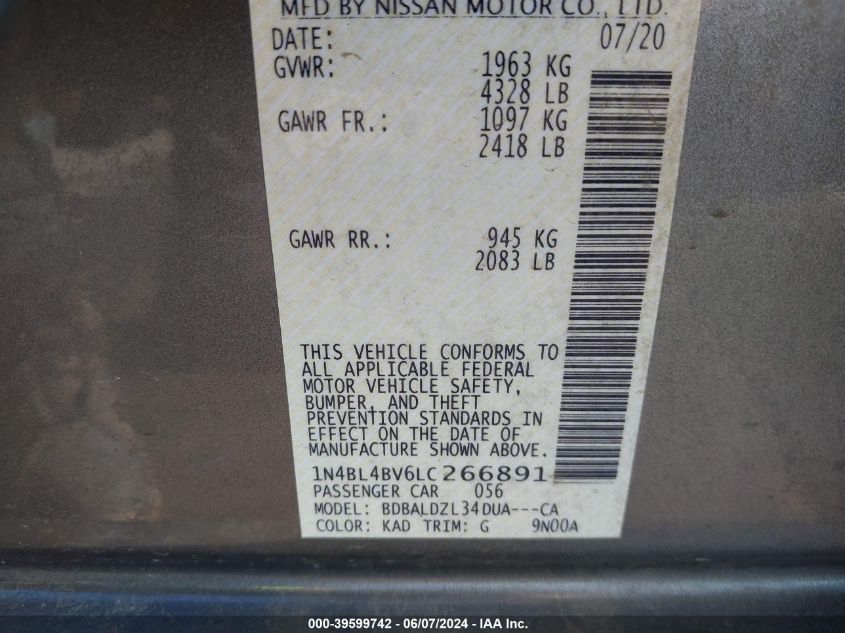 MFD BY NISSAN MOTOR CO., LTD.
DATE: 07/20
GVWR: 1963 KG
4328 LB
GAWR FR.: 1097 KG
2418 LB
GAWR RR.: 945 KG
2083 LB
THIS VEHICLE CONFORMS TO
ALL APPLICABLE FEDERAL
MOTOR VEHICLE SAFETY,
BUMPER, AND THEFT
PREVENTION STANDARDS IN
EFFECT ON THE DATE OF
MANUFACTURE SHOWN ABOVE.
1N4BL4BV6LC266891
PASSENGER CAR 056
MODEL: BDBALDZL34DUA---CA
COLOR: KAD TRIM: G 9N00A
000-39599742 - 06/07/2024 - IAA Inc.